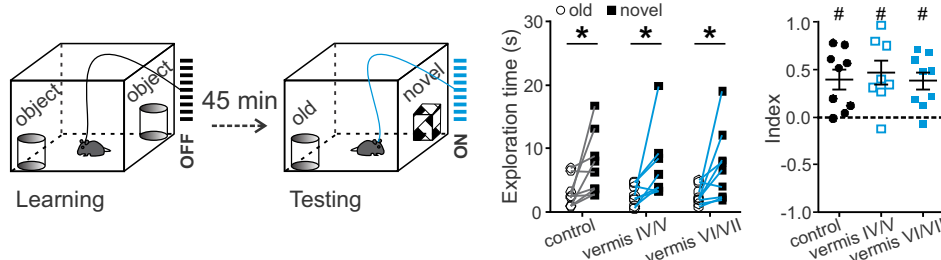 object
object
OFF
Learning
45 min
old
novel
ON
Testing
old novel
Exploration time (s)
30
20
10
0
* * *
control
vermis IV/V
vermis VI/VII
# # #
Index
1.0
0.5
0.0
-0.5
-1.0
control
vermis IV/V
vermis VI/VII